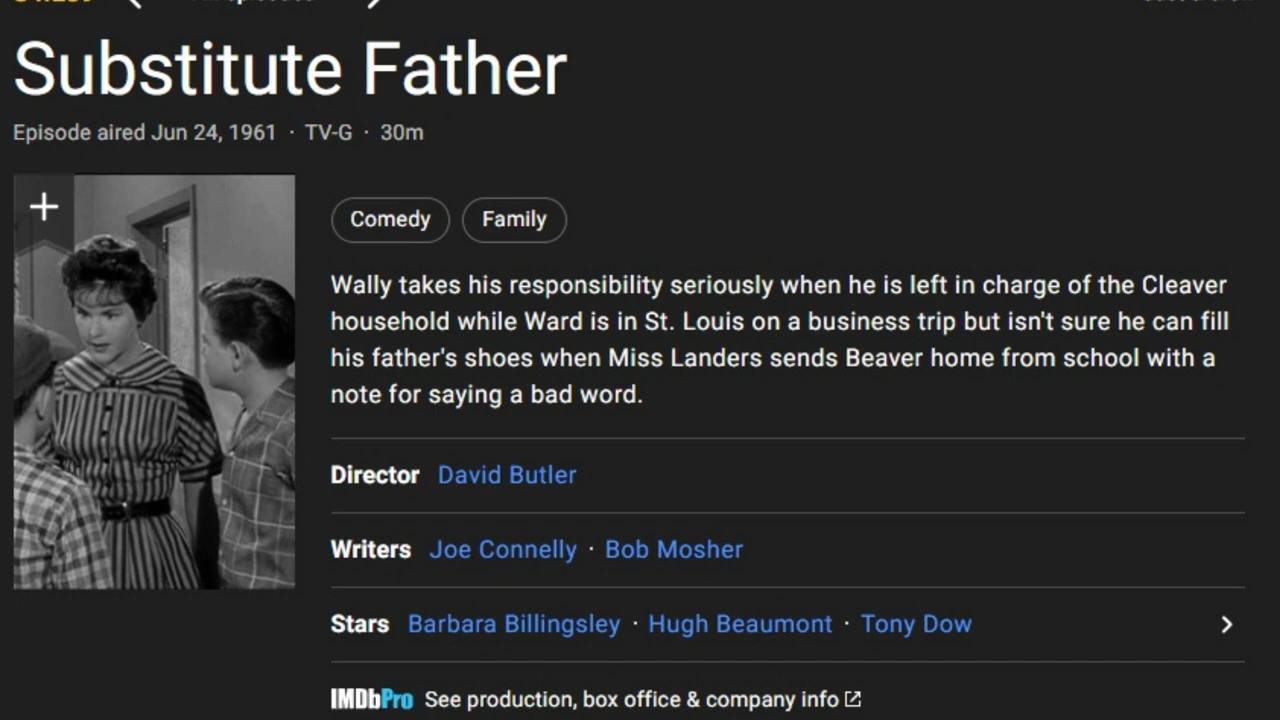 Substitute Father
Episode aired Jun 24, 1961 · TV-G · 30m
Comedy Family
Wally takes his responsibility seriously when he is left in charge of the Cleaver
household while Ward is in St. Louis on a business trip but isn't sure he can fill
his father's shoes when Miss Landers sends Beaver home from school with a
note for saying a bad word.
Director David Butler
Writers Joe Connelly · Bob Mosher
Stars Barbara Billingsley · Hugh Beaumont · Tony Dow
IMDbPro See production, box office & company info